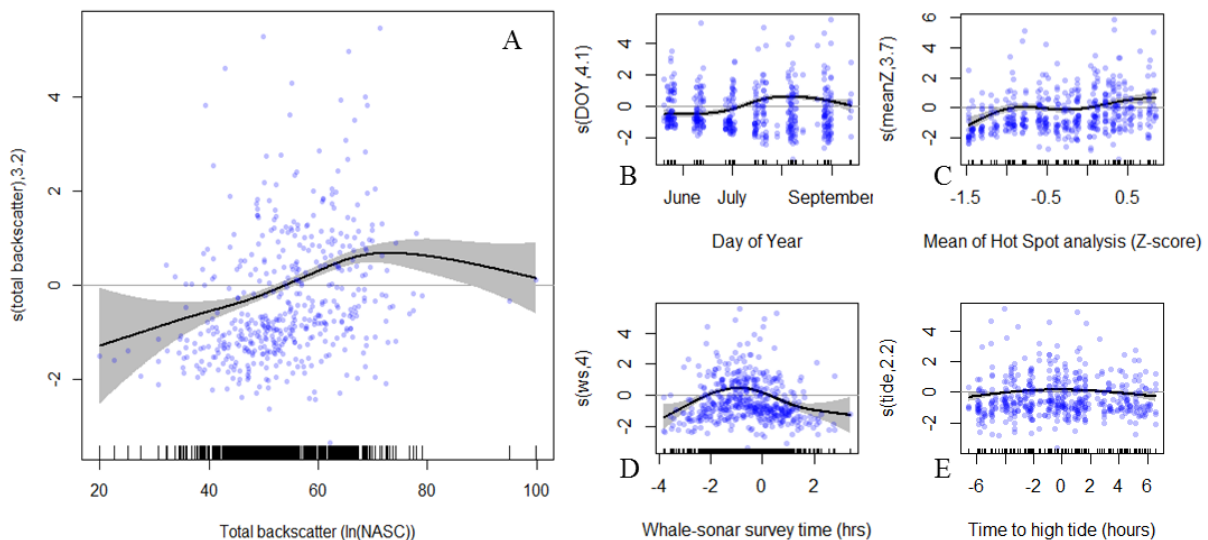 A
s(total backscatter),3.2)
4
2
0
-2
20 40 60 80 100
Total backscatter (ln(NASC))
B
s(DOY,4.1)
4
2
0
-2
June July September
Day of Year
C
s(meanZ,3.7)
6
4
2
0
-2
-1.5 -0.5 0.5
Mean of Hot Spot analysis (Z-score)
D
s(ws,4)
4
2
0
-2
-4 -2 0 2
Whale-sonar survey time (hrs)
E
s(tide,2.2)
4
2
0
-2
-6 -4 -2 0 2 4 6
Time to high tide (hours)